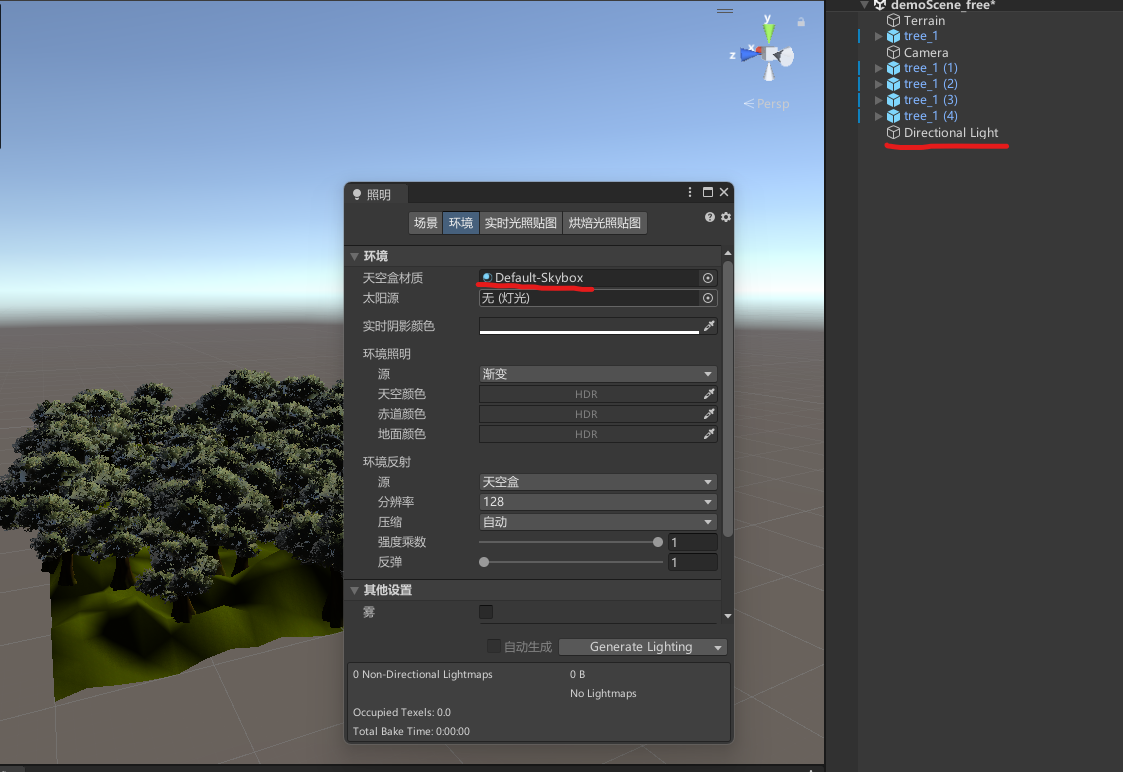 y
x
z
Persp
demoScene_free*
Terrain
tree_1
Camera
tree_1 (1)
tree_1 (2)
tree_1 (3)
tree_1 (4)
Directional Light
照明
场景 环境 实时光照贴图 烘焙光照贴图
环境
天空盒材质 Default-Skybox
太阳源 无 (灯光)
实时阴影颜色
环境照明
源 渐变
天空颜色 HDR
赤道颜色 HDR
地面颜色 HDR
环境反射
源 天空盒
分辨率 128
压缩 自动
强度乘数 1
反弹 1
其他设置
雾
自动生成 Generate Lighting
0 Non-Directional Lightmaps 0 B
No Lightmaps
Occupied Texels: 0.0
Total Bake Time: 0:00:00